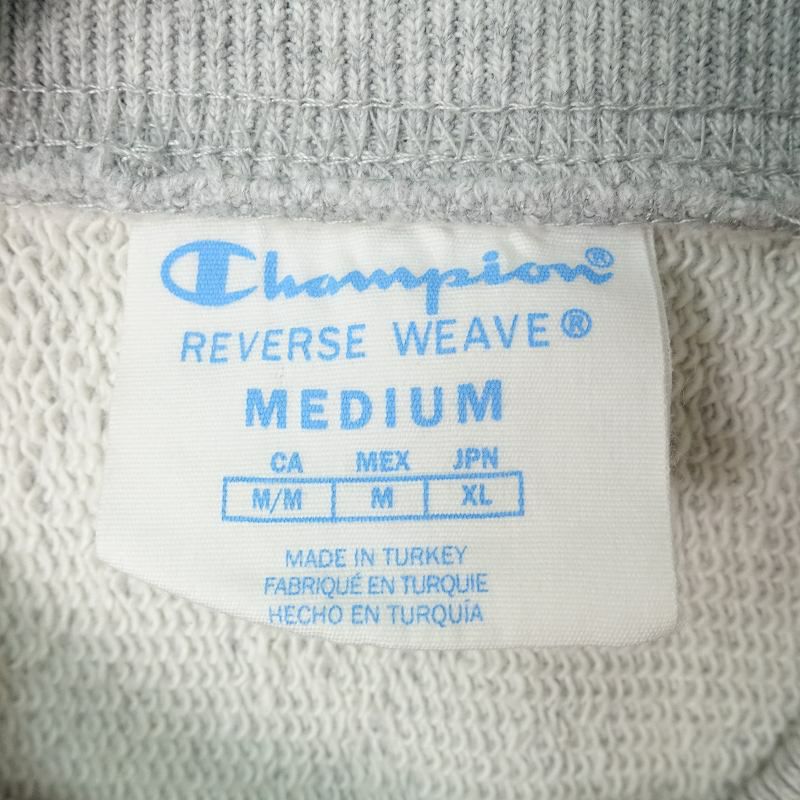 Champion®
REVERSE WEAVE®
MEDIUM
CA MEX JPN
M/M M XL
MADE IN TURKEY
FABRIQUÉ EN TURQUIE
HECHO EN TURQUÍA